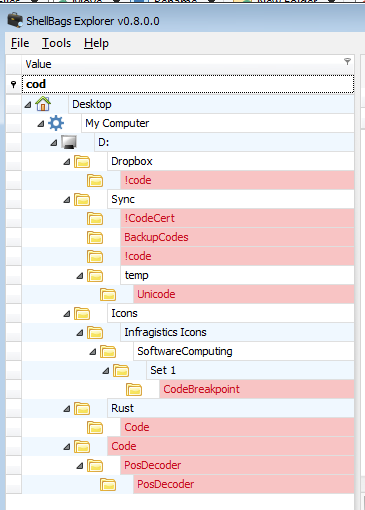 ShellBags Explorer v0.8.0.0
File Tools Help
Value
cod
Desktop
My Computer
D:
Dropbox
!code
Sync
!CodeCert
BackupCodes
!code
temp
Unicode
Icons
Infragistics Icons
SoftwareComputing
Set 1
CodeBreakpoint
Rust
Code
Code
PosDecoder
PosDecoder